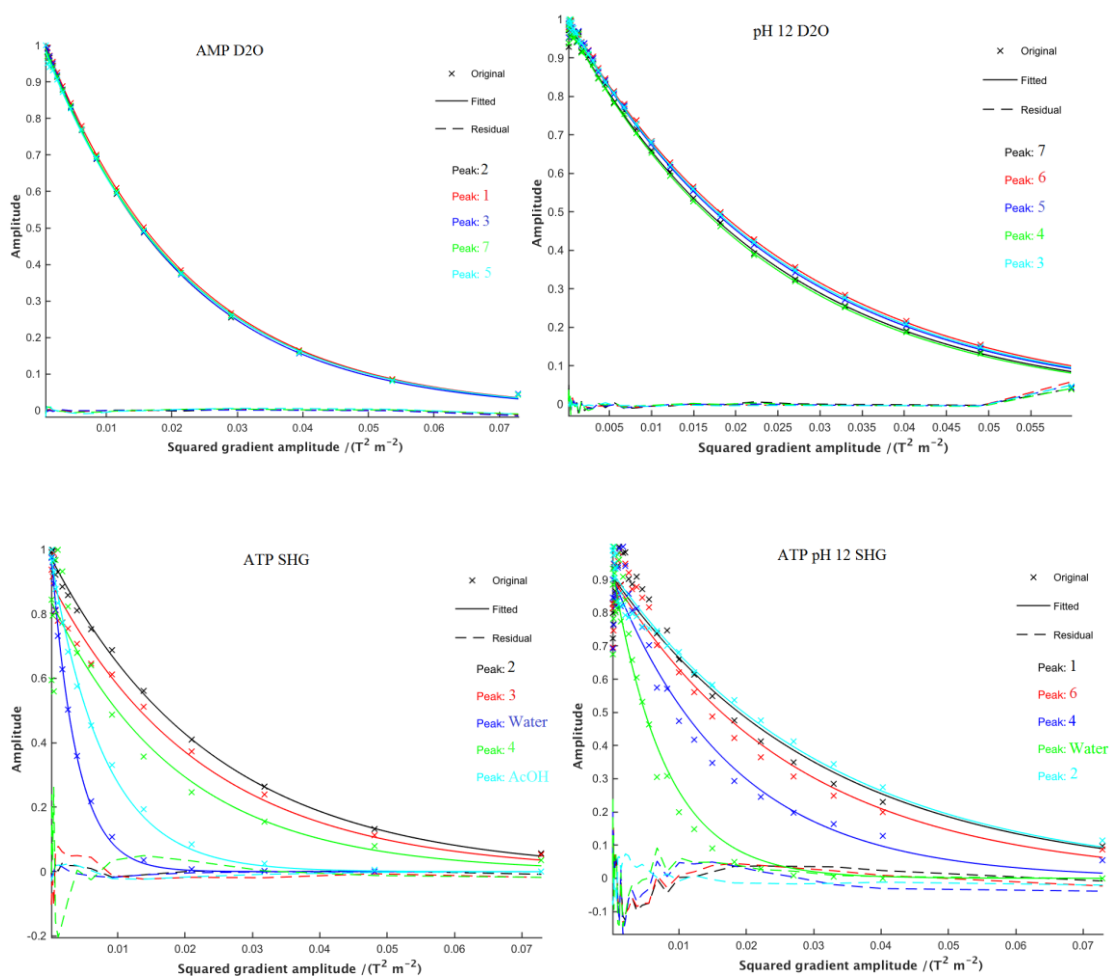 AMP D2O
× Original
Fitted
Residual
Peak: 2
Peak: 1
Peak: 3
Peak: 7
Peak: 5
Amplitude
1
0.9
0.8
0.7
0.6
0.5
0.4
0.3
0.2
0.1
0
0.01 0.02 0.03 0.04 0.05 0.06 0.07
Squared gradient amplitude /(T² m⁻²)
pH 12 D2O
× Original
Fitted
Residual
Peak: 7
Peak: 6
Peak: 5
Peak: 4
Peak: 3
Amplitude
1
0.9
0.8
0.7
0.6
0.5
0.4
0.3
0.2
0.1
0
0.005 0.01 0.015 0.02 0.025 0.03 0.035 0.04 0.045 0.05 0.055
Squared gradient amplitude /(T² m⁻²)
ATP SHG
× Original
Fitted
Residual
Peak: 2
Peak: 3
Peak: Water
Peak: 4
Peak: AcOH
Amplitude
1
0.8
0.6
0.4
0.2
0
-0.2
0.01 0.02 0.03 0.04 0.05 0.06 0.07
Squared gradient amplitude /(T² m⁻²)
ATP pH 12 SHG
× Original
Fitted
Residual
Peak: 1
Peak: 6
Peak: 4
Peak: Water
Peak: 2
Amplitude
1
0.9
0.8
0.7
0.6
0.5
0.4
0.3
0.2
0.1
0
-0.1
0.01 0.02 0.03 0.04 0.05 0.06 0.07
Squared gradient amplitude /(T² m⁻²)